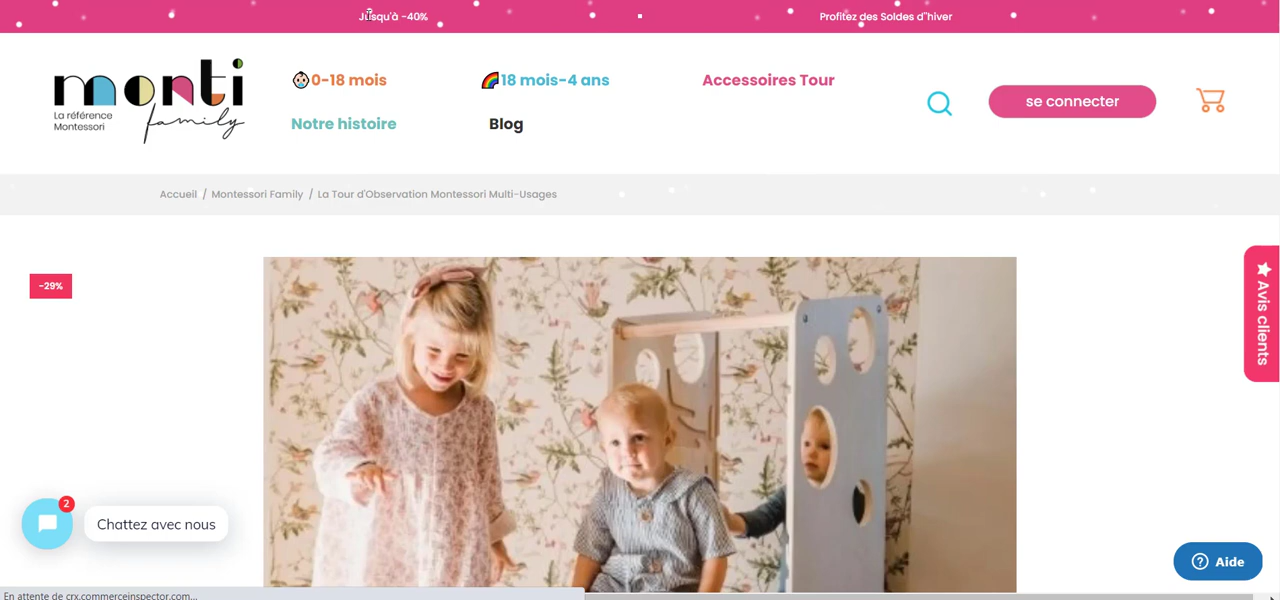 Jusqu'à -40%
Profitez des Soldes d"hiver
monti
family
La référence
Montessori
0-18 mois
18 mois-4 ans
Accessoires Tour
Notre histoire
Blog
se connecter
Accueil / Montessori Family / La Tour d'Observation Montessori Multi-Usages
-29%
Avis clients
2
Chattez avec nous
Aide
En attente de crx.commerceinspector.com...